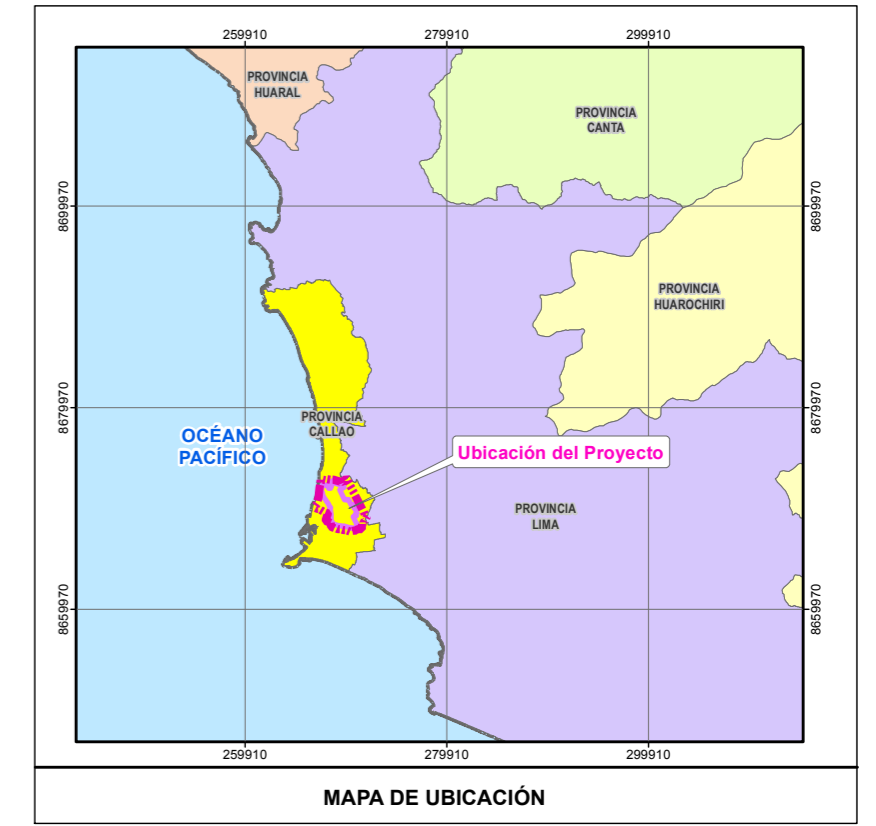 259910
279910
299910
PROVINCIA
HUARAL
PROVINCIA
CANTA
8699970
8699970
PROVINCIA
HUAROCHIRI
8679970
8679970
PROVINCIA
CALLAO
OCÉANO
PACÍFICO
Ubicación del Proyecto
PROVINCIA
LIMA
8659970
8659970
259910
279910
299910
MAPA DE UBICACIÓN